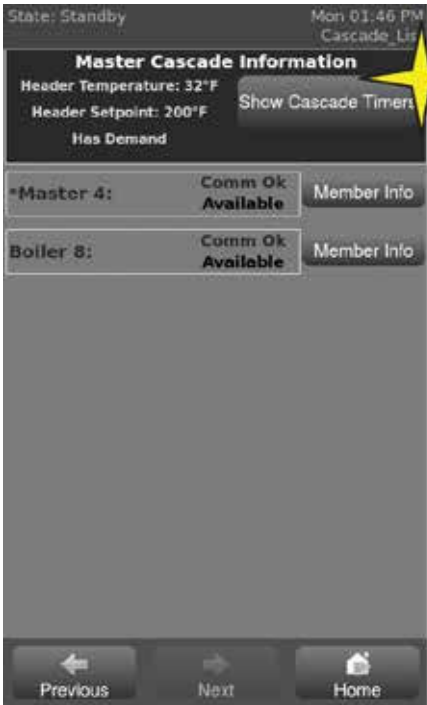 State: Standby Mon 01:46 PM
Cascade_Lis
Master Cascade Information
Header Temperature: 32°F
Header Setpoint: 200°F
Has Demand
Show Cascade Timers
*Master 4: Comm Ok
Available
Member Info
Boiler 8: Comm Ok
Available
Member Info
Previous Next Home